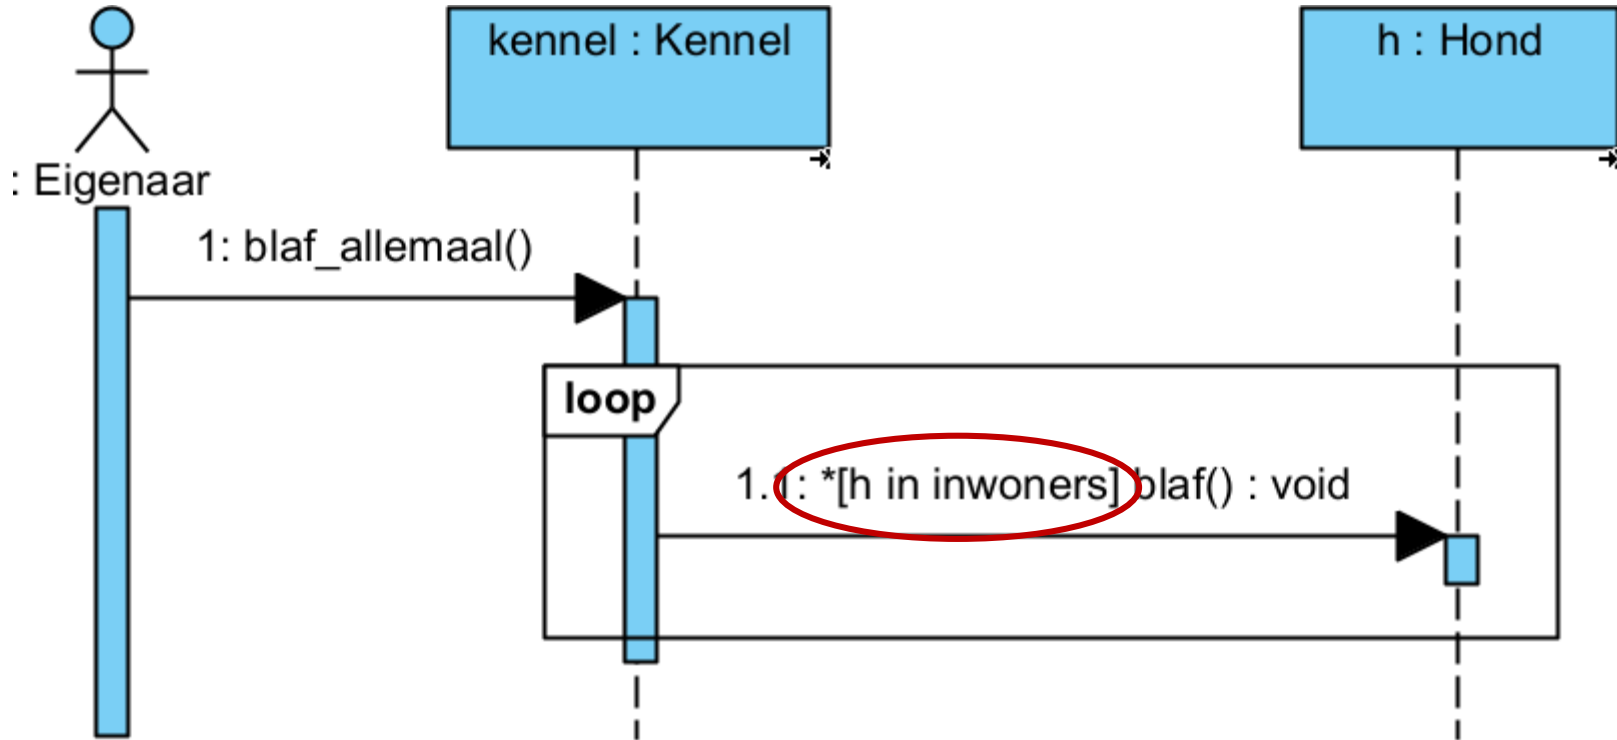 kennel : Kennel
h : Hond
: Eigenaar
1: blaf_allemaal()
loop
1.1: *[h in inwoners] blaf() : void